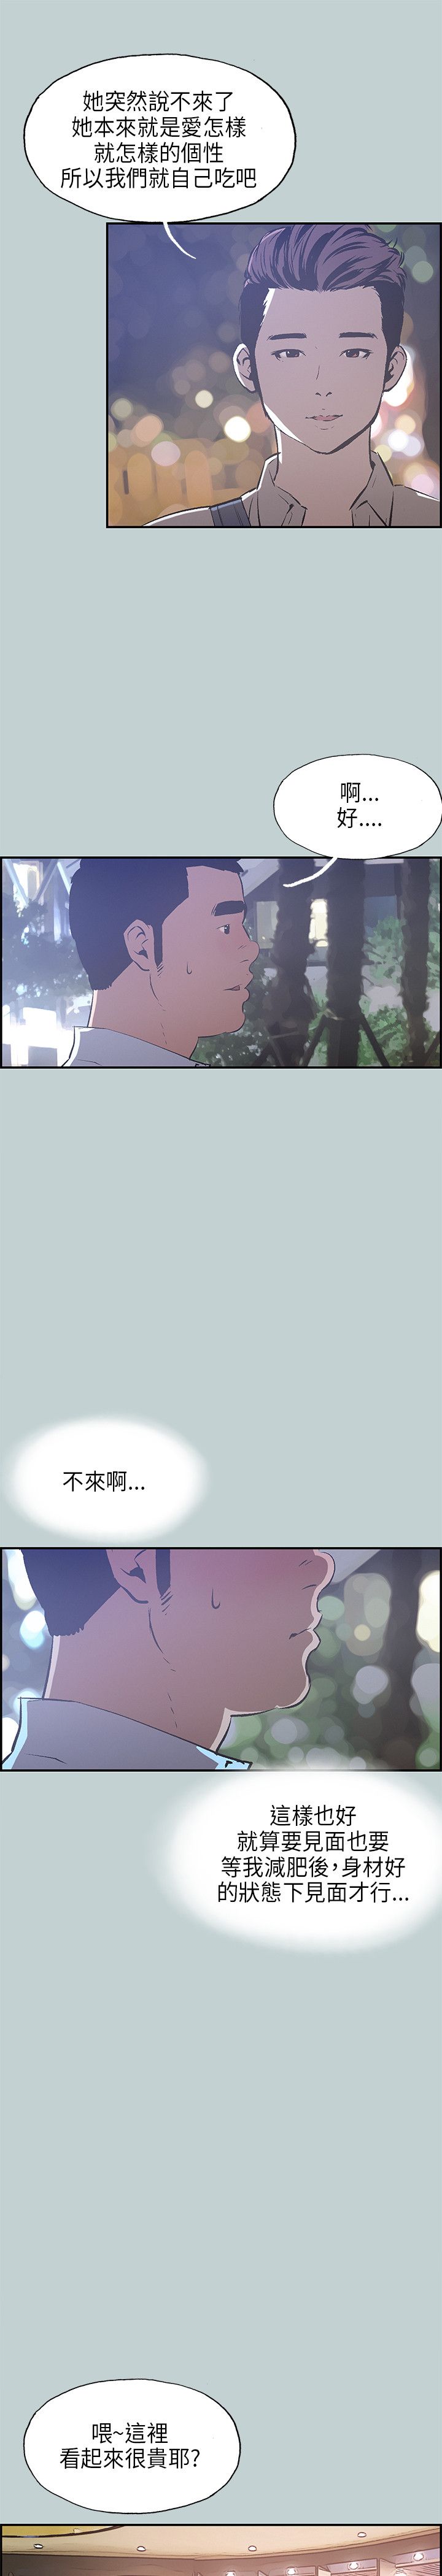 她突然說不來了
她本來就是愛怎樣
就怎樣的個性
所以我們就自己吃吧
啊...
好....
不來啊...
這樣也好
就算要見面也要
等我減肥後，身材好
的狀態下見面才行...
喂~這裡
看起來很貴耶?